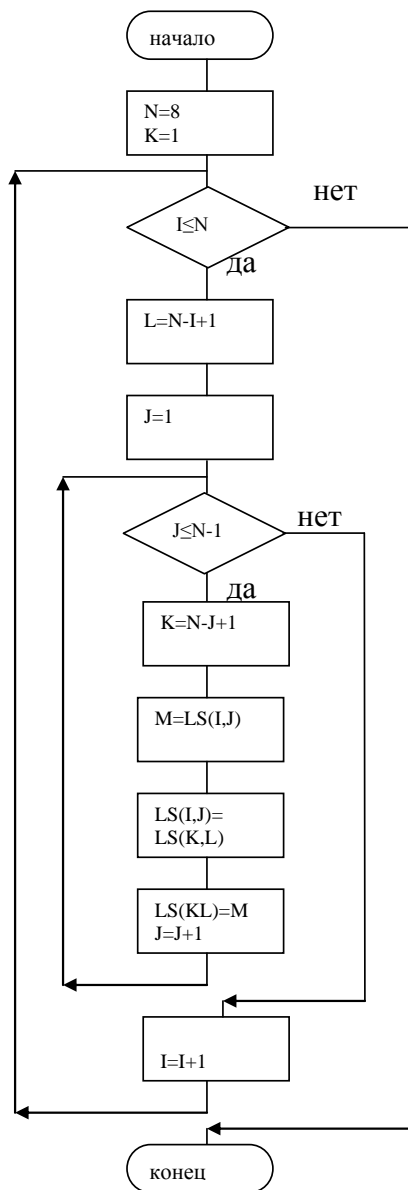 начало
N=8
K=1
нет
I≤N
да
L=N-I+1
J=1
нет
J≤N-1
да
K=N-J+1
M=LS(I,J)
LS(I,J)=
LS(K,L)
LS(KL)=M
J=J+1
I=I+1
конец